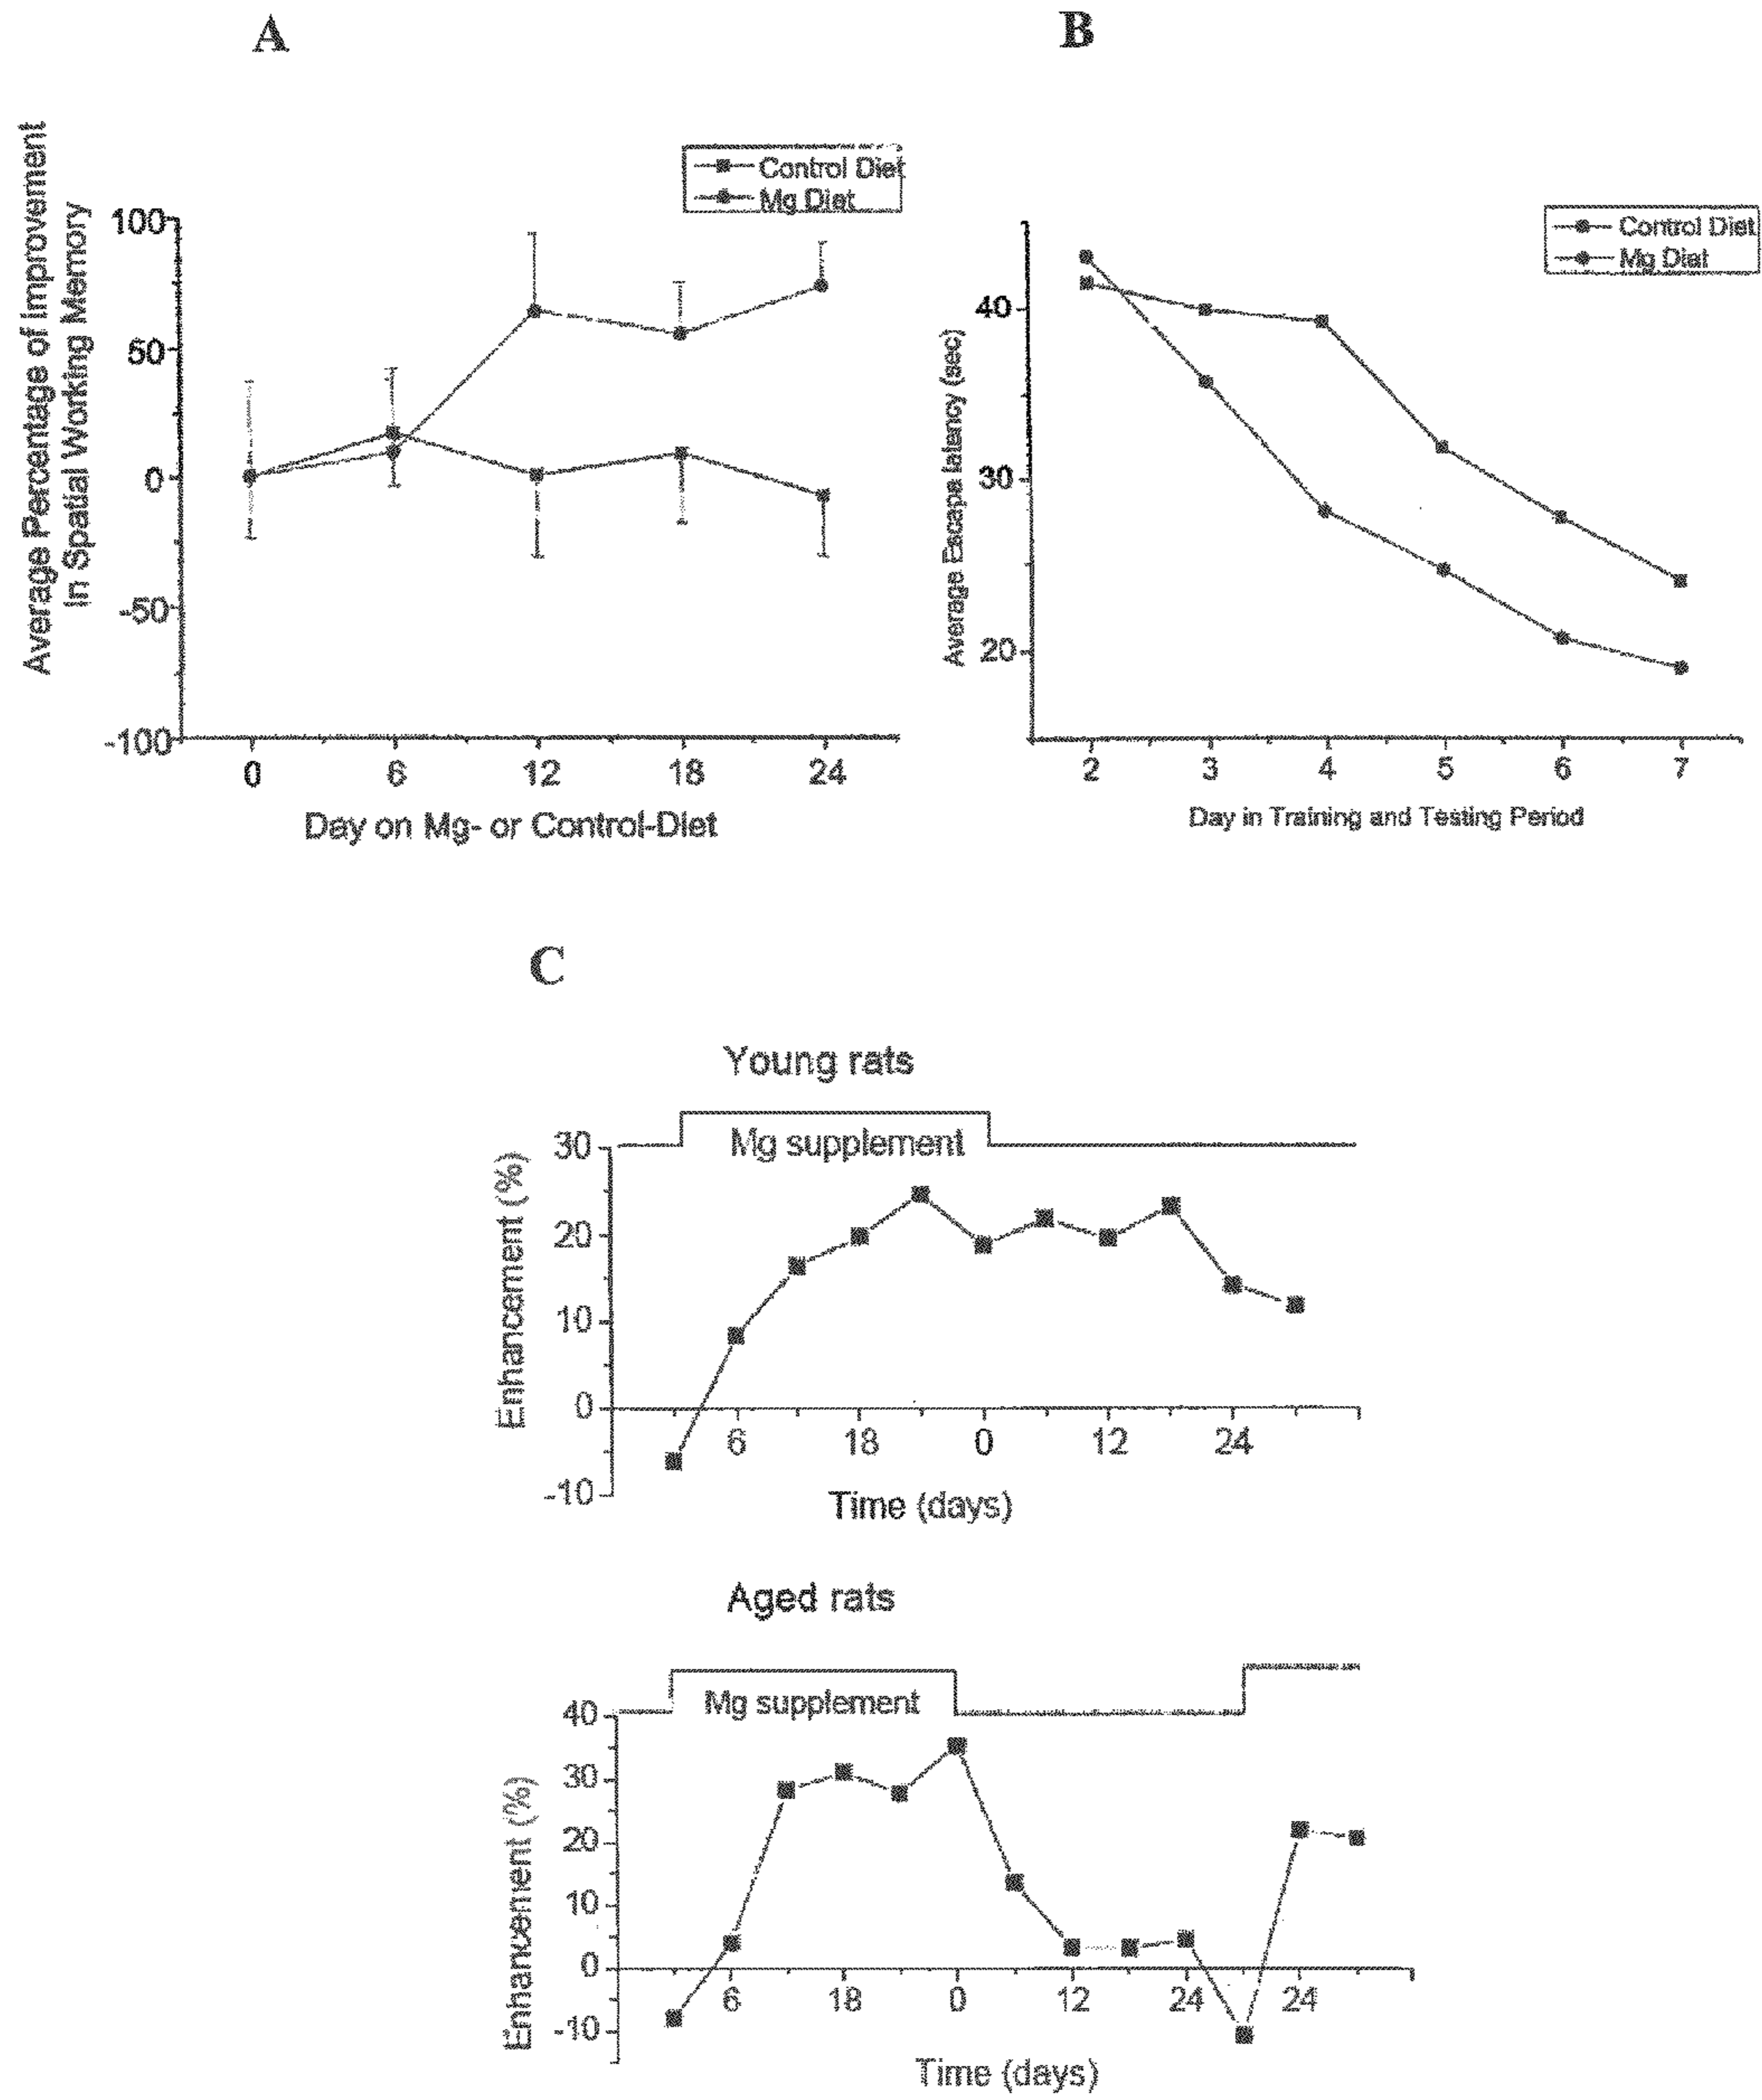 A
Control Diet
Mg Diet
Average Percentage of Improvement
In Spatial Working Memory
100
50
0
-50
-100
0 6 12 18 24
Day on Mg- or Control-Diet
B
Control Diet
Mg Diet
Average Escape latency (sec)
40
30
20
2 3 4 5 6 7
Day in Training and Testing Period
C
Young rats
Mg supplement
Enhancement (%)
30
20
10
0
-10
6 18 0 12 24
Time (days)
Aged rats
Mg supplement
Enhancement (%)
40
30
20
10
0
-10
6 18 0 12 24 24
Time (days)